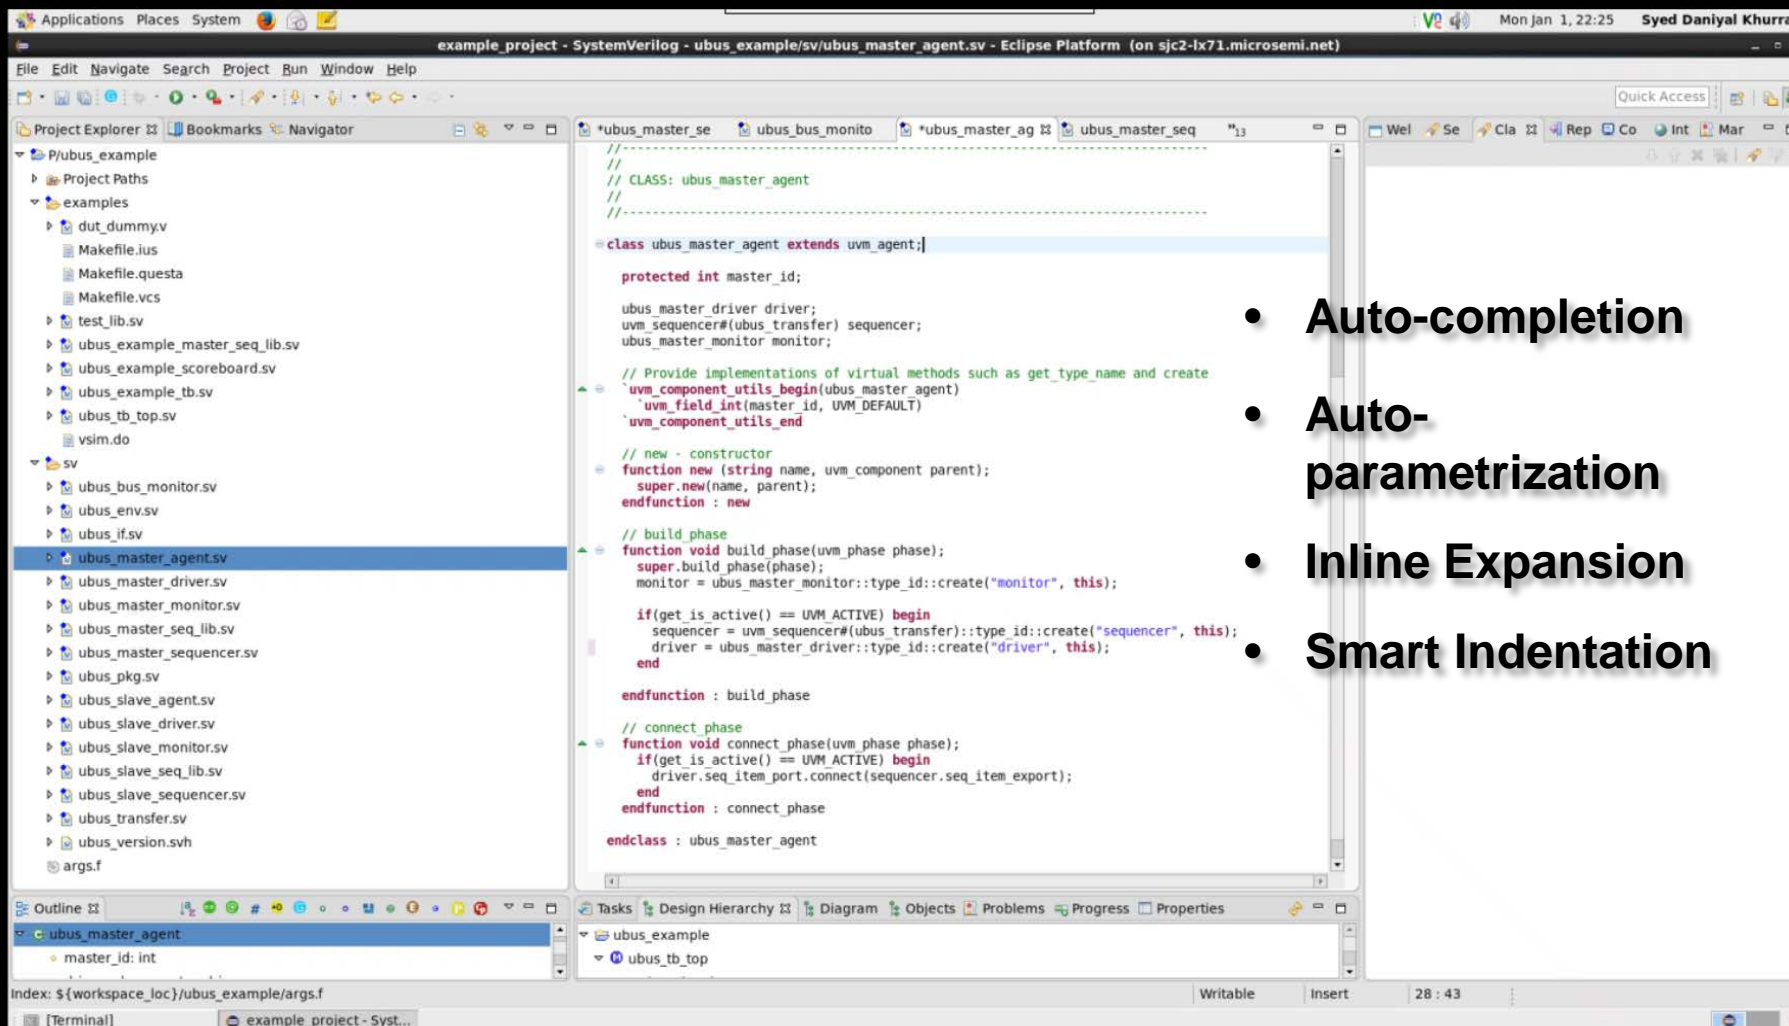 Applications Places System
Mon Jan 1, 22:25 Syed Daniyal Khurra
example_project - SystemVerilog - ubus_example/sv/ubus_master_agent.sv - Eclipse Platform (on sjc2-lx71.microsemi.net)
File Edit Navigate Search Project Run Window Help
Quick Access
Project Explorer Bookmarks Navigator
P/ubus_example
Project Paths
examples
dut_dummy.v
Makefile.ius
Makefile.questa
Makefile.vcs
test_lib.sv
ubus_example_master_seq_lib.sv
ubus_example_scoreboard.sv
ubus_example_tb.sv
ubus_tb_top.sv
vsim.do
sv
ubus_bus_monitor.sv
ubus_env.sv
ubus_if.sv
ubus_master_agent.sv
ubus_master_driver.sv
ubus_master_monitor.sv
ubus_master_seq_lib.sv
ubus_master_sequencer.sv
ubus_pkg.sv
ubus_slave_agent.sv
ubus_slave_driver.sv
ubus_slave_monitor.sv
ubus_slave_seq_lib.sv
ubus_slave_sequencer.sv
ubus_transfer.sv
ubus_version.svh
args.f
*ubus_master_se ubus_bus_monito *ubus_master_ag ubus_master_seq "13
//------------------------------------------------------------------------------
//
// CLASS: ubus_master_agent
//
//------------------------------------------------------------------------------
class ubus_master_agent extends uvm_agent;
protected int master_id;
ubus_master_driver driver;
uvm_sequencer#(ubus_transfer) sequencer;
ubus_master_monitor monitor;
// Provide implementations of virtual methods such as get_type_name and create
`uvm_component_utils_begin(ubus_master_agent)
`uvm_field_int(master_id, UVM_DEFAULT)
`uvm_component_utils_end
// new - constructor
function new (string name, uvm_component parent);
super.new(name, parent);
endfunction : new
// build_phase
function void build_phase(uvm_phase phase);
super.build_phase(phase);
monitor = ubus_master_monitor::type_id::create("monitor", this);
if(get_is_active() == UVM_ACTIVE) begin
sequencer = uvm_sequencer#(ubus_transfer)::type_id::create("sequencer", this);
driver = ubus_master_driver::type_id::create("driver", this);
end
endfunction : build_phase
// connect_phase
function void connect_phase(uvm_phase phase);
if(get_is_active() == UVM_ACTIVE) begin
driver.seq_item_port.connect(sequencer.seq_item_export);
end
endfunction : connect_phase
endclass : ubus_master_agent
Wel Se Cla Rep Co Int Mar
• Auto-completion
• Auto-
parametrization
• Inline Expansion
• Smart Indentation
Outline
ubus_master_agent
master_id: int
Tasks Design Hierarchy Diagram Objects Problems Progress Properties
ubus_example
ubus_tb_top
Index: ${workspace_loc}/ubus_example/args.f
Writable Insert 28 : 43
[Terminal] example_project - Syst...